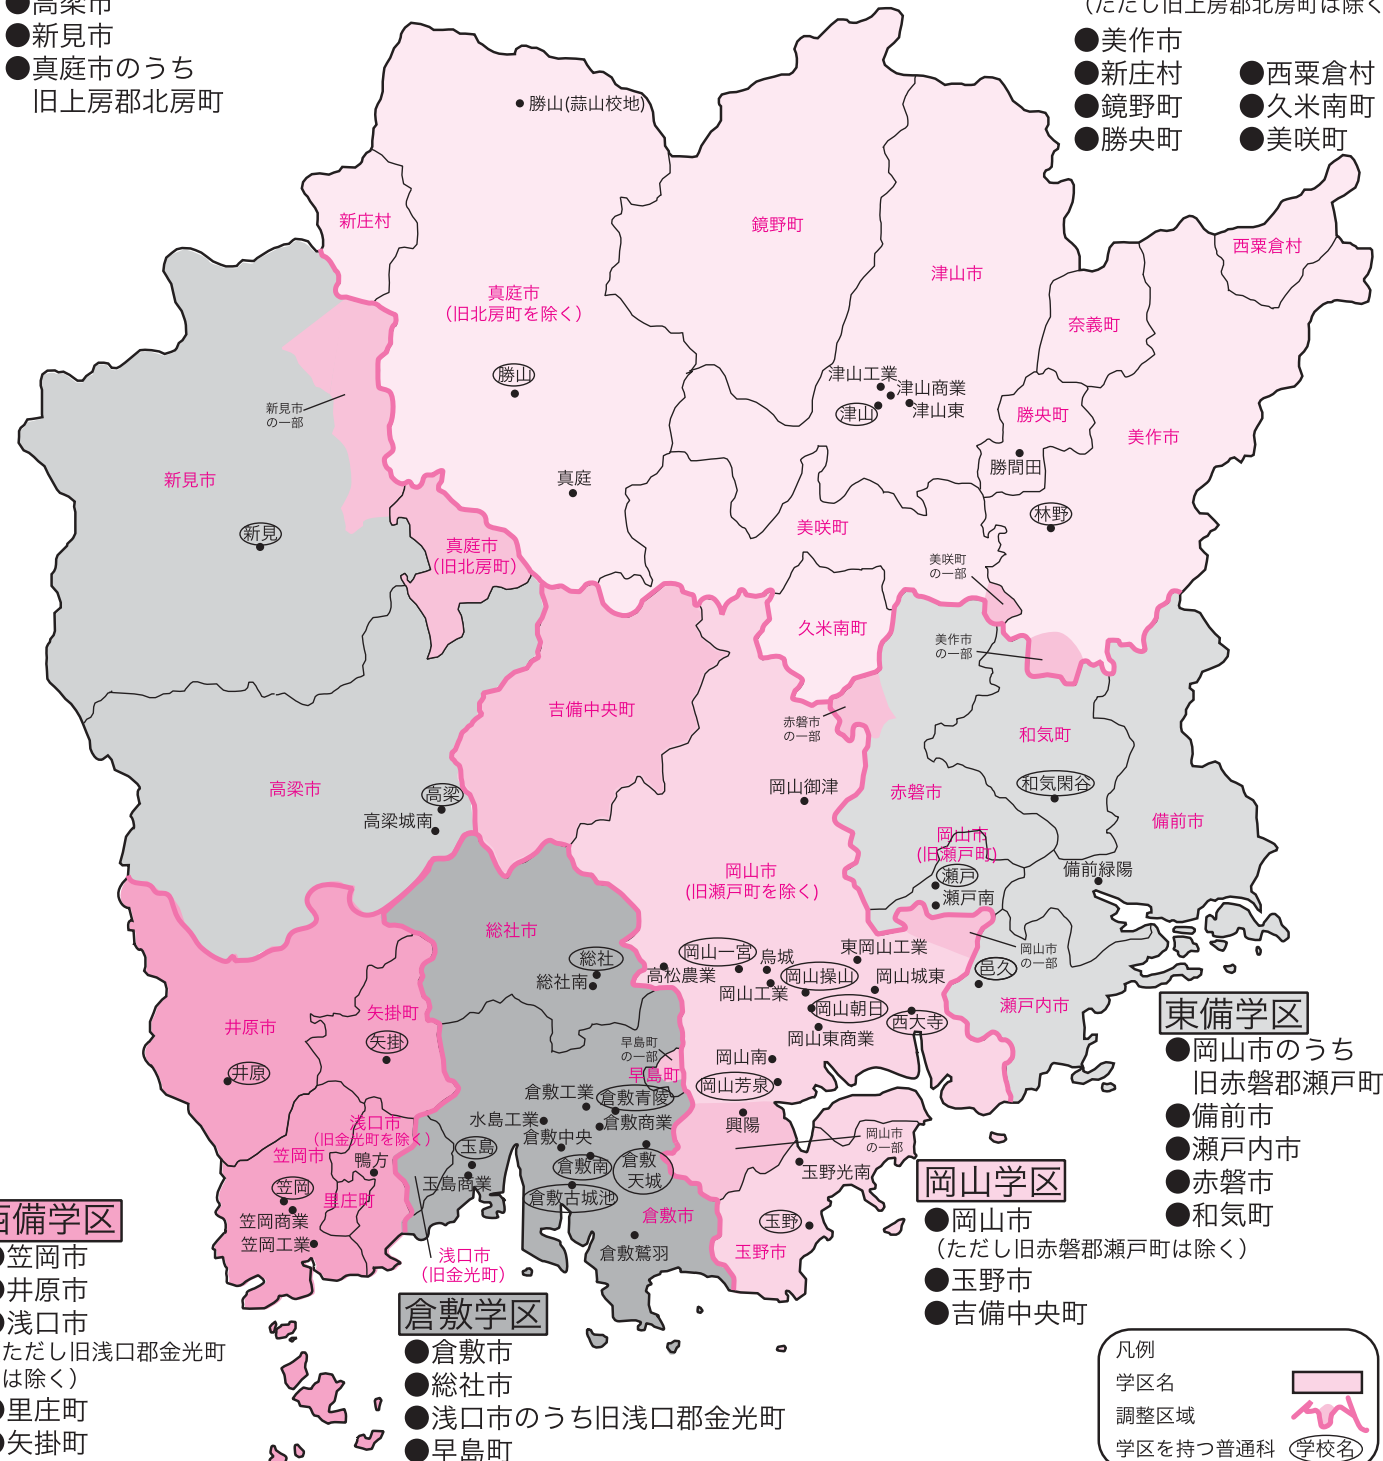 ●高梁市
●新見市
●真庭市のうち
旧上房郡北房町
（ただし旧上房郡北房町は除く
●美作市
●新庄村
●鏡野町
●勝央町
●西粟倉村
●久米南町
●美咲町
勝山(蒜山校地)
新庄村
鏡野町
西粟倉村
津山市
真庭市
（旧北房町を除く）
奈義町
勝山
津山工業
津山商業
津山
津山東
新見市
の一部
勝央町
美作市
勝間田
新見市
真庭
林野
新見
美咲町
真庭市
（旧北房町）
美咲町
の一部
久米南町
美作市
の一部
吉備中央町
赤磐市
の一部
和気町
高梁市
岡山御津
和気閑谷
高梁
赤磐市
高梁城南
備前市
岡山市
(旧瀬戸町)
岡山市
(旧瀬戸町を除く)
瀬戸
備前緑陽
瀬戸南
総社市
岡山市
の一部
総社
岡山一宮
烏城
東岡山工業
高松農業
総社南
岡山操山
岡山城東
邑久
岡山工業
瀬戸内市
矢掛町
岡山朝日
西大寺
井原市
矢掛
早島町
の一部
岡山東商業
岡山南
早島町
井原
岡山芳泉
倉敷工業
倉敷青陵
水島工業
倉敷商業
興陽
浅口市
(旧金光町を除く)
倉敷中央
岡山市
の一部
玉島
笠岡市
鴨方
倉敷南
倉敷
天城
玉野光南
玉島商業
笠岡
里庄町
倉敷古城池
笠岡商業
倉敷市
玉野
笠岡工業
倉敷鷲羽
玉野市
浅口市
（旧金光町）
東備学区
●岡山市のうち
旧赤磐郡瀬戸町
●備前市
●瀬戸内市
●赤磐市
●和気町
岡山学区
●岡山市
（ただし旧赤磐郡瀬戸町は除く）
●玉野市
●吉備中央町
西備学区
●笠岡市
●井原市
●浅口市
ただし旧浅口郡金光町
は除く）
●里庄町
●矢掛町
倉敷学区
●倉敷市
●総社市
●浅口市のうち旧浅口郡金光町
●早島町
凡例
学区名
調整区域
学区を持つ普通科
学校名